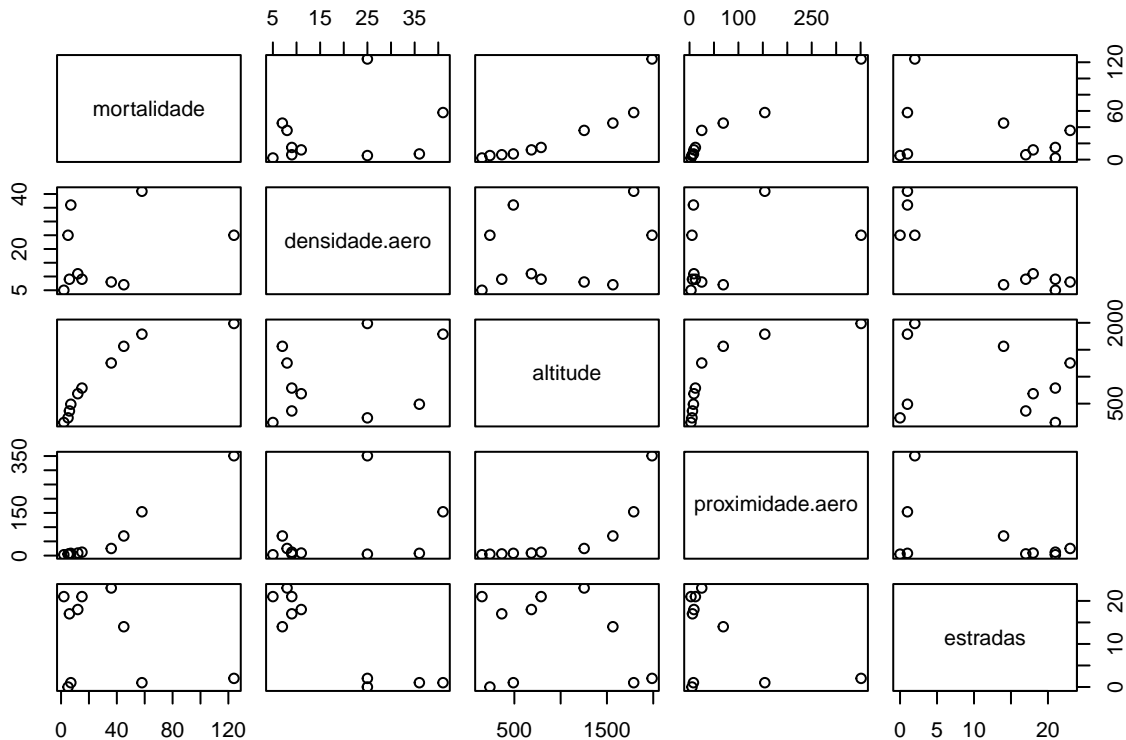 5 15 25 35 0 100 250
mortalidade
0 60 120
5 20 40
densidade.aero
altitude
500 2000
0 150 350
proximidade.aero
estradas
0 10 20
0 40 80 120 500 1500 0 5 10 20